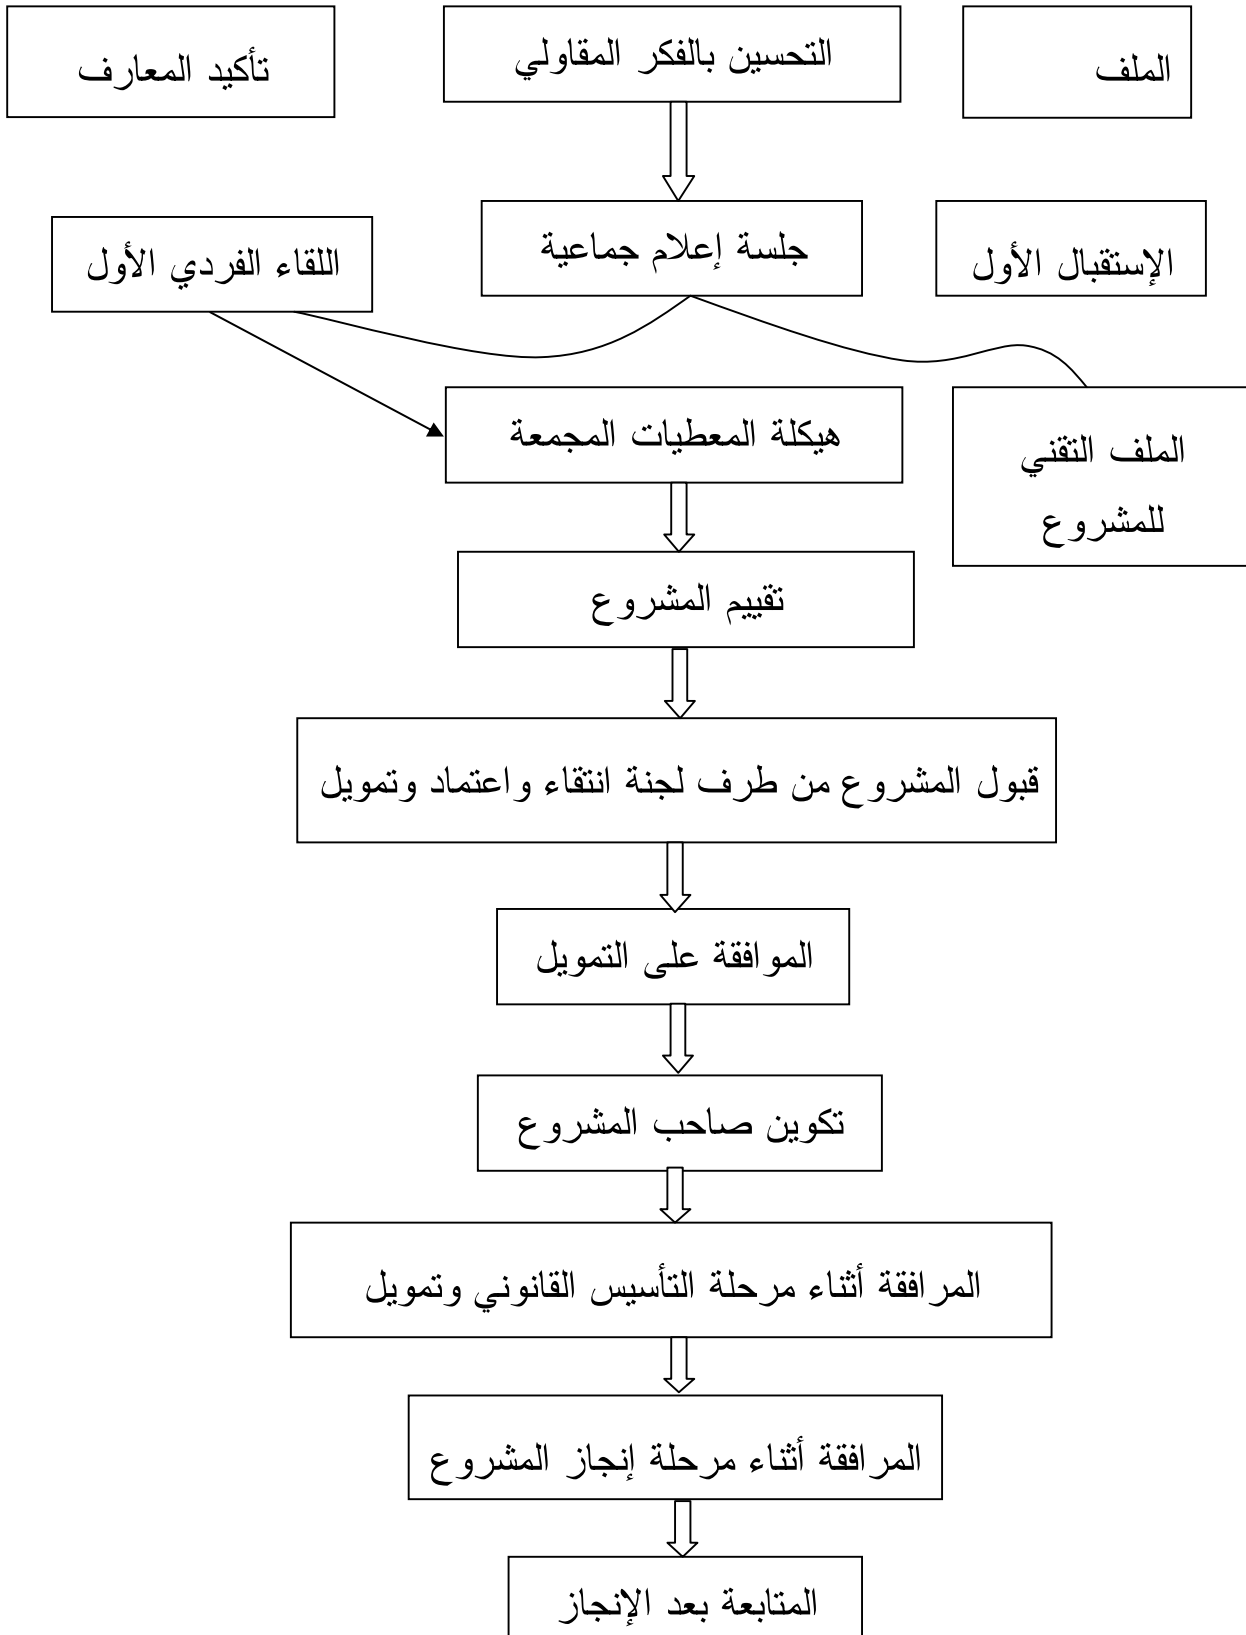 الملف
التحسين بالفكر المقاولي
تأكيد المعارف
الإستقبال الأول
جلسة إعلام جماعية
اللقاء الفردي الأول
هيكلة المعطيات المجمعة
الملف التقني
للمشروع
تقييم المشروع
قبول المشروع من طرف لجنة انتقاء واعتماد وتمويل
الموافقة على التمويل
تكوين صاحب المشروع
المرافقة أثناء مرحلة التأسيس القانوني وتمويل
المرافقة أثناء مرحلة إنجاز المشروع
المتابعة بعد الإنجاز